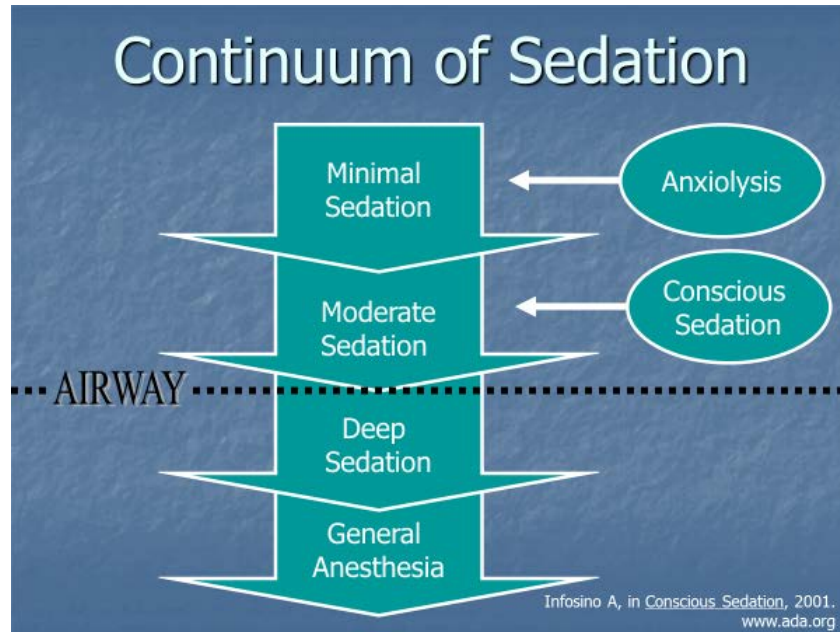 Continuum of Sedation
Minimal
Sedation
Anxiolysis
Moderate
Sedation
Conscious
Sedation
AIRWAY
Deep
Sedation
General
Anesthesia
Infosino A, in Conscious Sedation, 2001.
www.ada.org